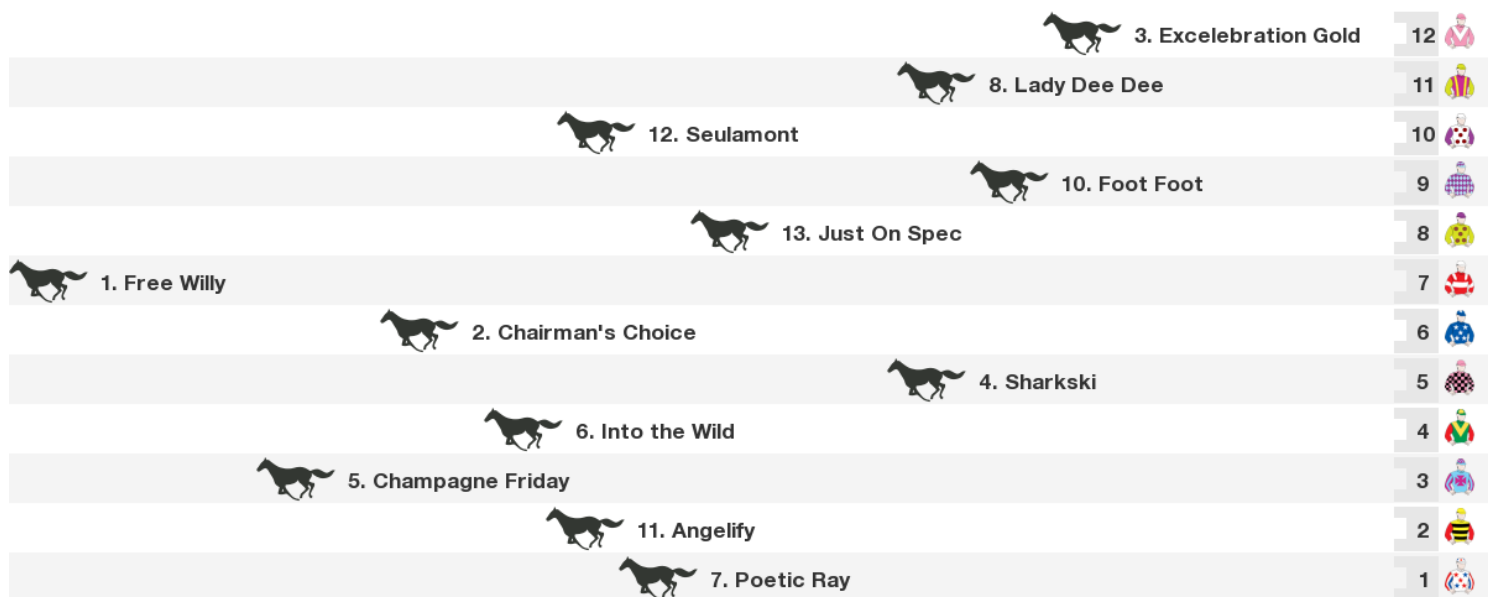 3. Excelebration Gold 12
8. Lady Dee Dee 11
12. Seulamont 10
10. Foot Foot 9
13. Just On Spec 8
1. Free Willy 7
2. Chairman's Choice 6
4. Sharkski 5
6. Into the Wild 4
5. Champagne Friday 3
11. Angelify 2
7. Poetic Ray 1